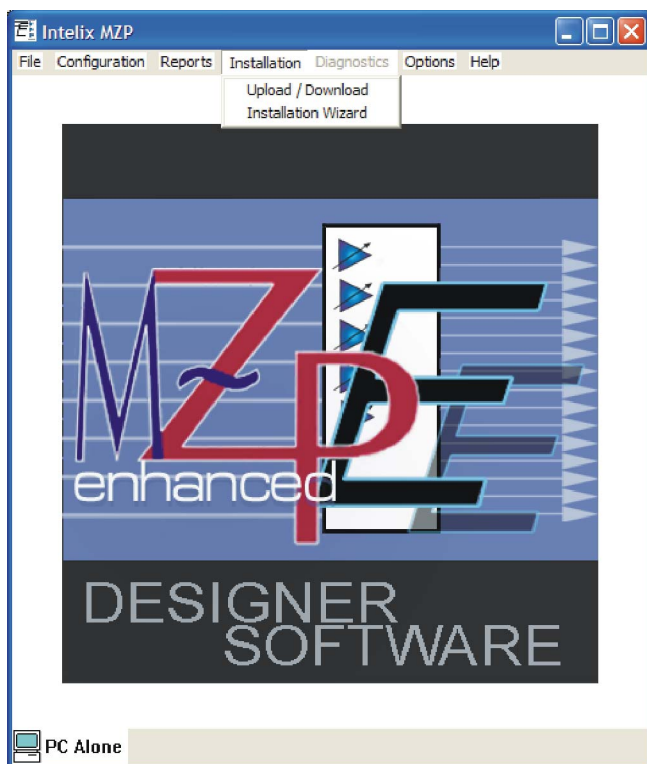 Intelix MZP
File Configuration Reports Installation Diagnostics Options Help
Upload / Download
Installation Wizard
MZP E
enhanced
DESIGNER
SOFTWARE
PC Alone